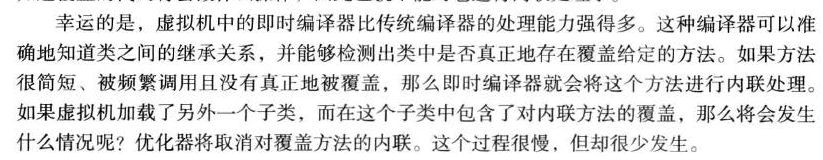 幸运的是，虚拟机中的即时编译器比传统编译器的处理能力强得多。这种编译器可以准
确地知道类之间的继承关系，并能够检测出类中是否真正地存在覆盖给定的方法。如果方法
很简短、被频繁调用且没有真正地被覆盖，那么即时编译器就会将这个方法进行内联处理。
如果虚拟机加载了另外一个子类，而在这个子类中包含了对内联方法的覆盖，那么将会发生
什么情况呢？优化器将取消对覆盖方法的内联。这个过程很慢，但却很少发生。